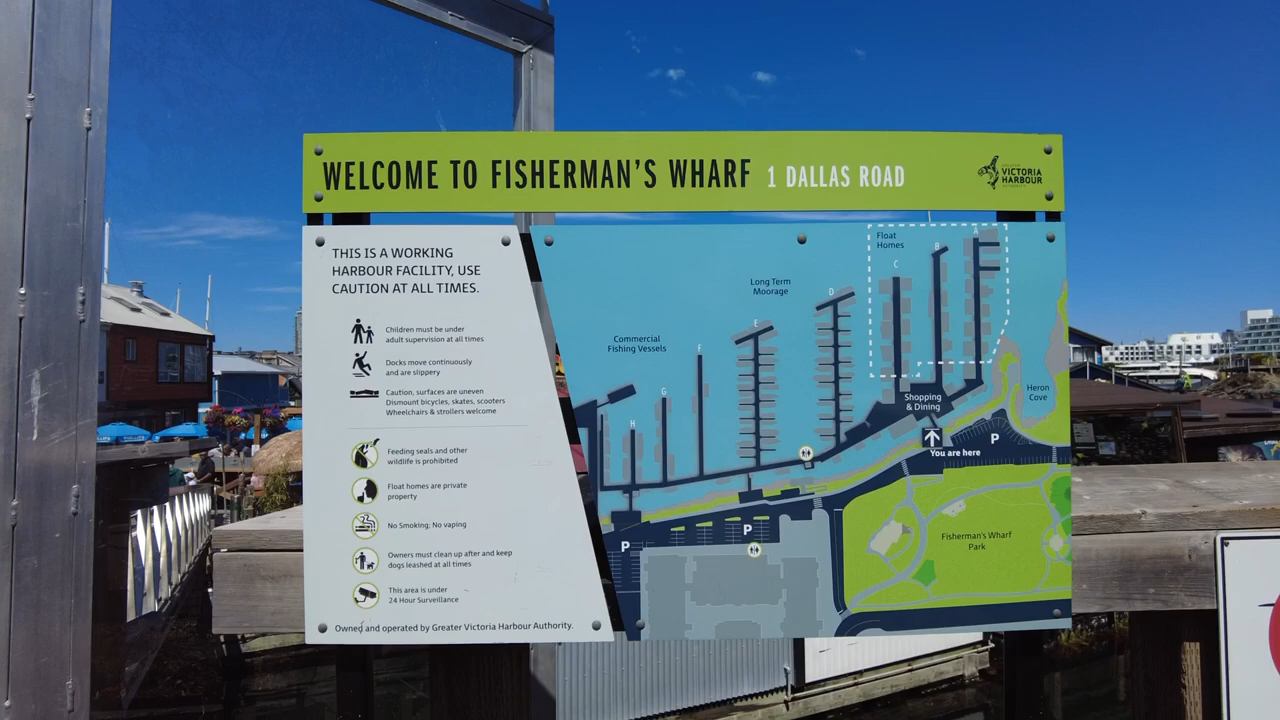 WELCOME TO FISHERMAN'S WHARF 1 DALLAS ROAD
GREATER
VICTORIA
HARBOUR
AUTHORITY
THIS IS A WORKING
HARBOUR FACILITY, USE
CAUTION AT ALL TIMES.
Children must be under
adult supervision at all times
Docks move continuously
and are slippery
Caution, surfaces are uneven
Dismount bicycles, skates, scooters
Wheelchairs & strollers welcome
Feeding seals and other
wildlife is prohibited
Float homes are private
property
No Smoking; No vaping
Owners must clean up after and keep
dogs leashed at all times
This area is under
24 Hour Surveillance
Owned and operated by Greater Victoria Harbour Authority.
Float
Homes
A
B
C
Long Term
Moorage
D
E
Commercial
Fishing Vessels
F
G
H
Heron
Cove
Shopping
& Dining
P
You are here
P
P
Fisherman's Wharf
Park